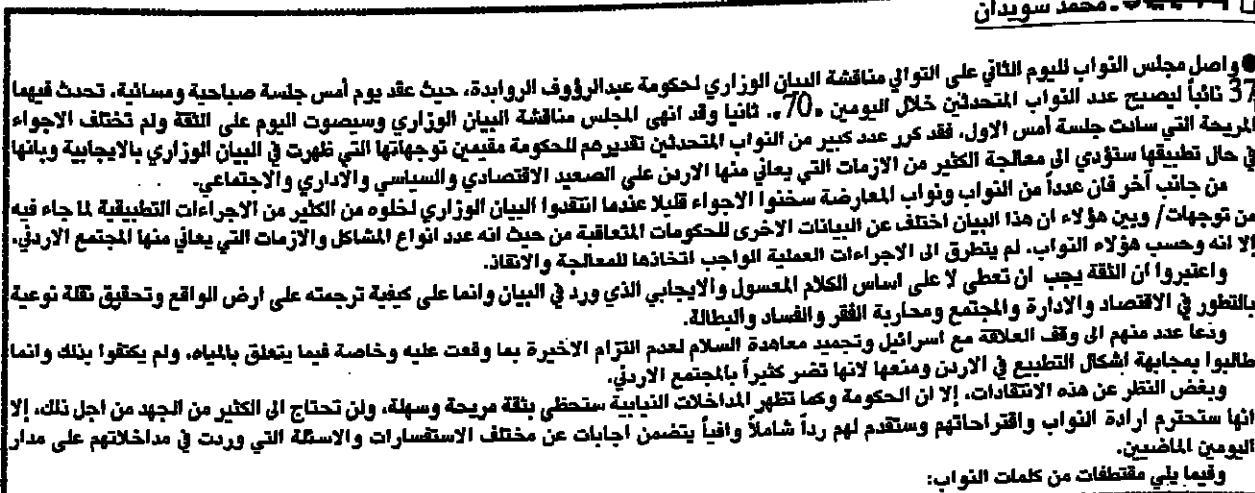 محمد سويدان
● واصل مجلس النواب لليوم الثاني على التوالي مناقشة البيان الوزاري لحكومة عبدالرؤوف الروابدة، حيث عقد يوم أمس جلسة صباحية ومسائية، تحدث فيهما
37 نائباً ليصبح عدد النواب المتحدثين خلال اليومين «70». نائبا وقد انهى المجلس مناقشة البيان الوزاري وسيصوت اليوم على الثقة ولم تختلف الاجواء
المريحة التي سادت جلسة أمس الاول، فقد كرر عدد كبير من النواب المتحدثين تقديرهم للحكومة مقيمين توجهاتها التي ظهرت في البيان الوزاري بالايجابية وبانها
في حال تطبيقها ستؤدي الى معالجة الكثير من الازمات التي يعاني منها الاردن على الصعيد الاقتصادي والسياسي والاداري والاجتماعي.
من جانب آخر فان عدداً من النواب ونواب المعارضة سخنوا الاجواء قليلا عندما انتقدوا البيان الوزاري لخلوه من الكثير من الاجراءات التطبيقية لما جاء فيه
من توجهات/ وبين هؤلاء ان هذا البيان اختلف عن البيانات الاخرى للحكومات المتعاقبة من حيث انه عدد انواع المشاكل والازمات التي يعاني منها المجتمع الاردني.
إلا انه وحسب هؤلاء النواب، لم يتطرق الى الاجراءات العملية الواجب اتخاذها للمعالجة والانقاذ.
واعتبروا ان الثقة يجب ان تعطى لا على اساس الكلام المعسول والايجابي الذي ورد في البيان وانما على كيفية ترجمته على ارض الواقع وتحقيق نقلة نوعية
بالتطور في الاقتصاد والادارة والمجتمع ومحاربة الفقر والفساد والبطالة.
ودعا عدد منهم الى وقف العلاقة مع اسرائيل وتجميد معاهدة السلام لعدم التزام الاخيرة بما وقعت عليه وخاصة فيما يتعلق بالمياه، ولم يكتفوا بذلك وانما
طالبوا بمجابهة اشكال التطبيع في الاردن ومنعها لانها تضر كثيراً بالمجتمع الاردني.
وبغض النظر عن هذه الانتقادات، إلا ان الحكومة وكما تظهر المداخلات النيابية ستحظى بثقة مريحة وسهلة، ولن تحتاج الى الكثير من الجهد من اجل ذلك، إلا
انها ستحترم ارادة النواب واقتراحاتهم وستقدم لهم رداً شاملاً وافياً يتضمن اجابات عن مختلف الاستفسارات والاسئلة التي وردت في مداخلاتهم على مدار
اليومين الماضيين.
وفيما يلي مقتطفات من كلمات النواب: